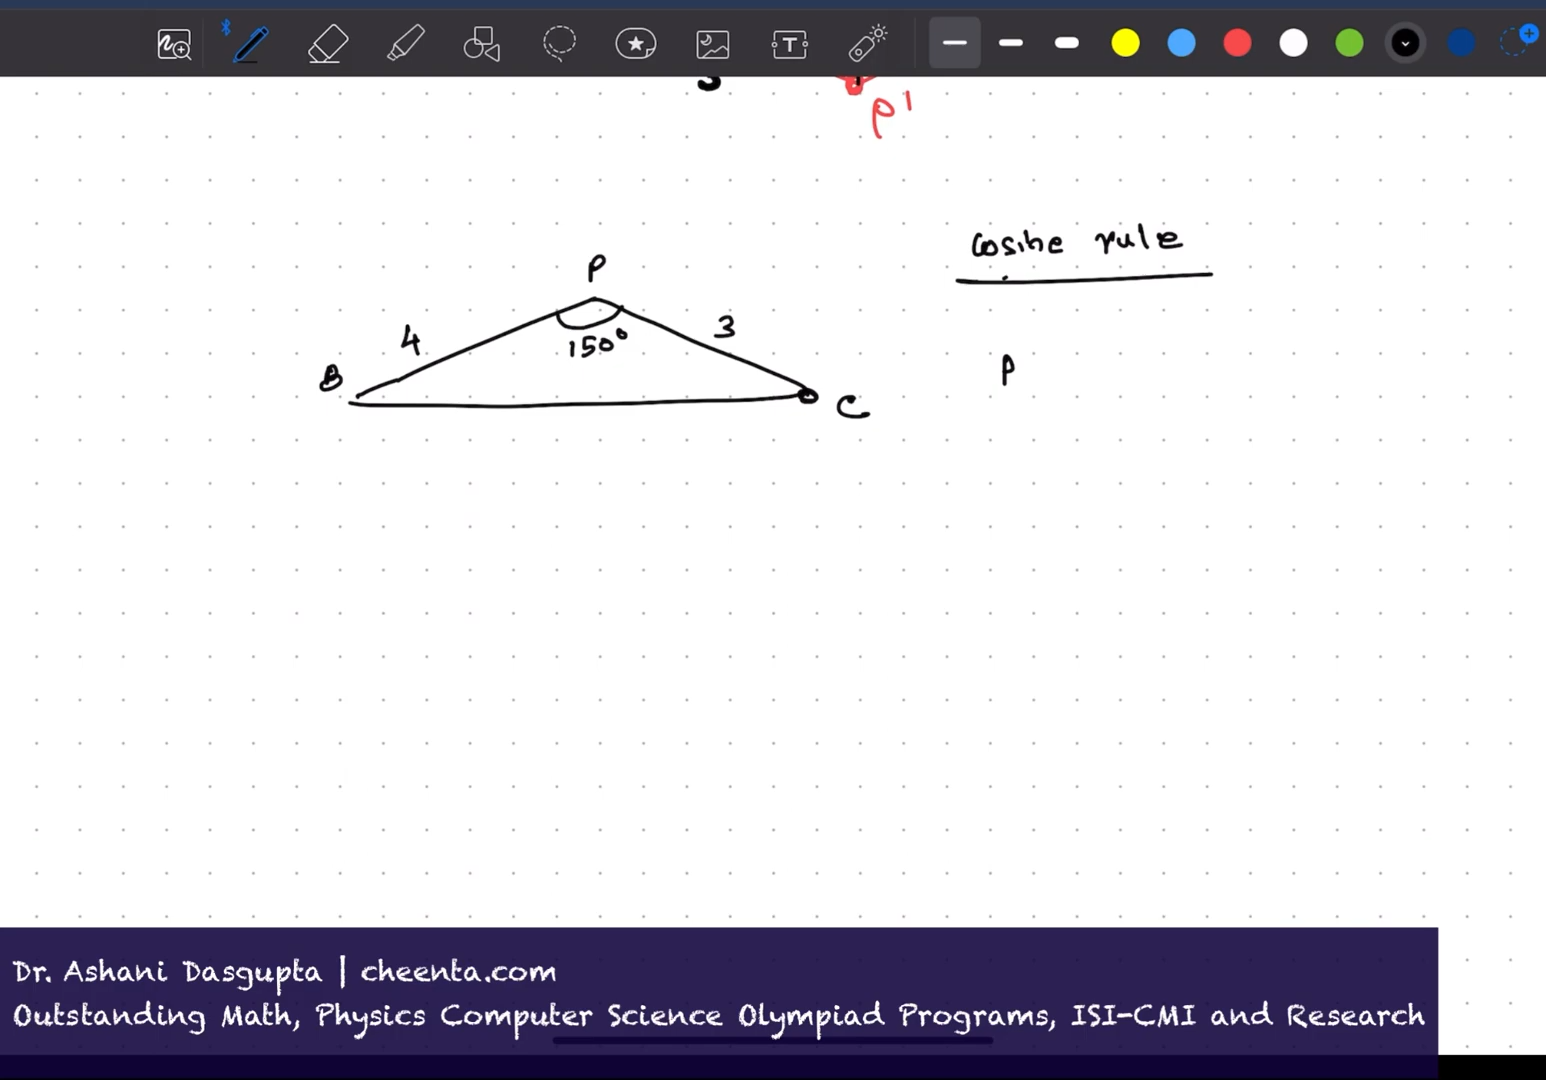 P'
cosine rule
P
4
3
150°
B
C
P
Dr. Ashani Dasgupta | cheenta.com
Outstanding Math, Physics Computer Science Olympiad Programs, ISI-CMI and Research